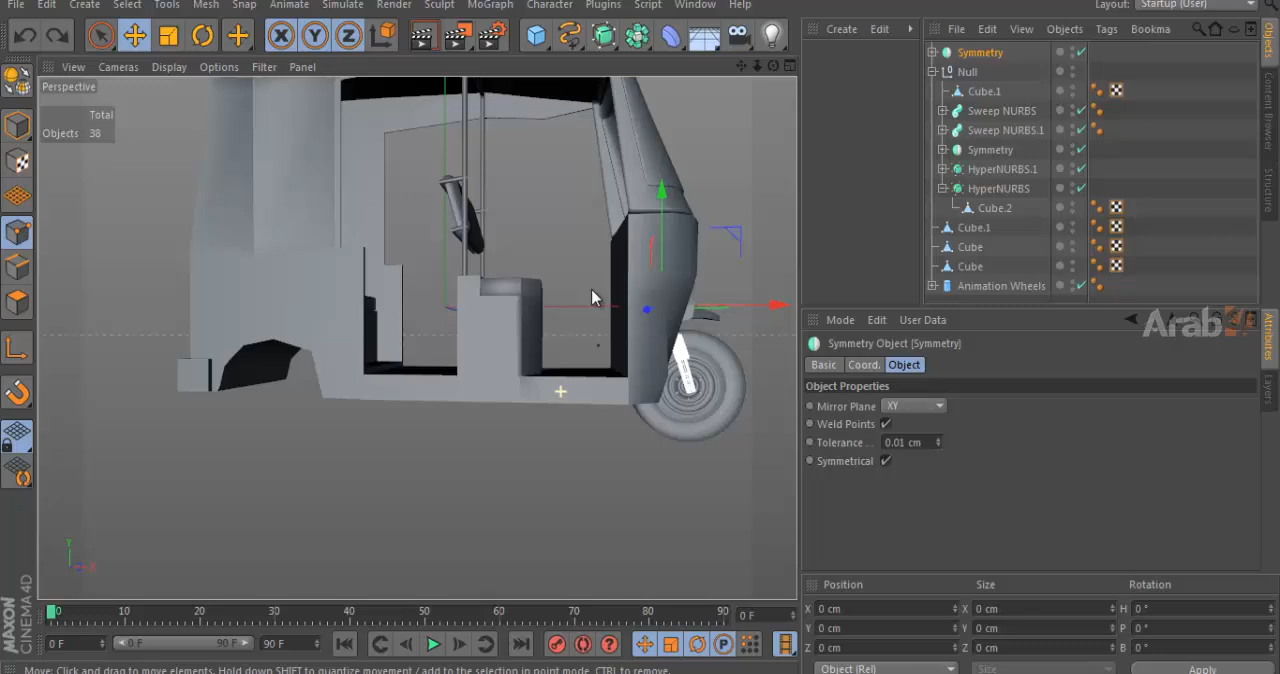 File Edit Create Select Tools Mesh Snap Animate Simulate Render Sculpt MoGraph Character Plugins Script Window Help
Layout: Startup (User)
View Cameras Display Options Filter Panel
Perspective
Total
Objects 38
Y
X
Create Edit
File Edit View Objects Tags Bookma
Symmetry
Null
Cube.1
Sweep NURBS
Sweep NURBS.1
Symmetry
HyperNURBS.1
HyperNURBS
Cube.2
Cube.1
Cube
Cube
Animation Wheels
Objects
Content Browser
Structure
Mode Edit User Data
Arab
Symmetry Object [Symmetry]
Basic Coord. Object
Object Properties
Mirror Plane XY
Weld Points
Tolerance... 0.01 cm
Symmetrical
Attributes
Layers
Position Size Rotation
X 0 cm X 0 cm H 0 °
Y 0 cm Y 0 cm P 0 °
Z 0 cm Z 0 cm B 0 °
Object (Rel) Size Apply
0 10 20 30 40 50 60 70 80 90 0 F
0 F 0 F 90 F 90 F
MAXON
CINEMA 4D
Move: Click and drag to move elements. Hold down SHIFT to quantize movement / add to the selection in point mode, CTRL to remove.